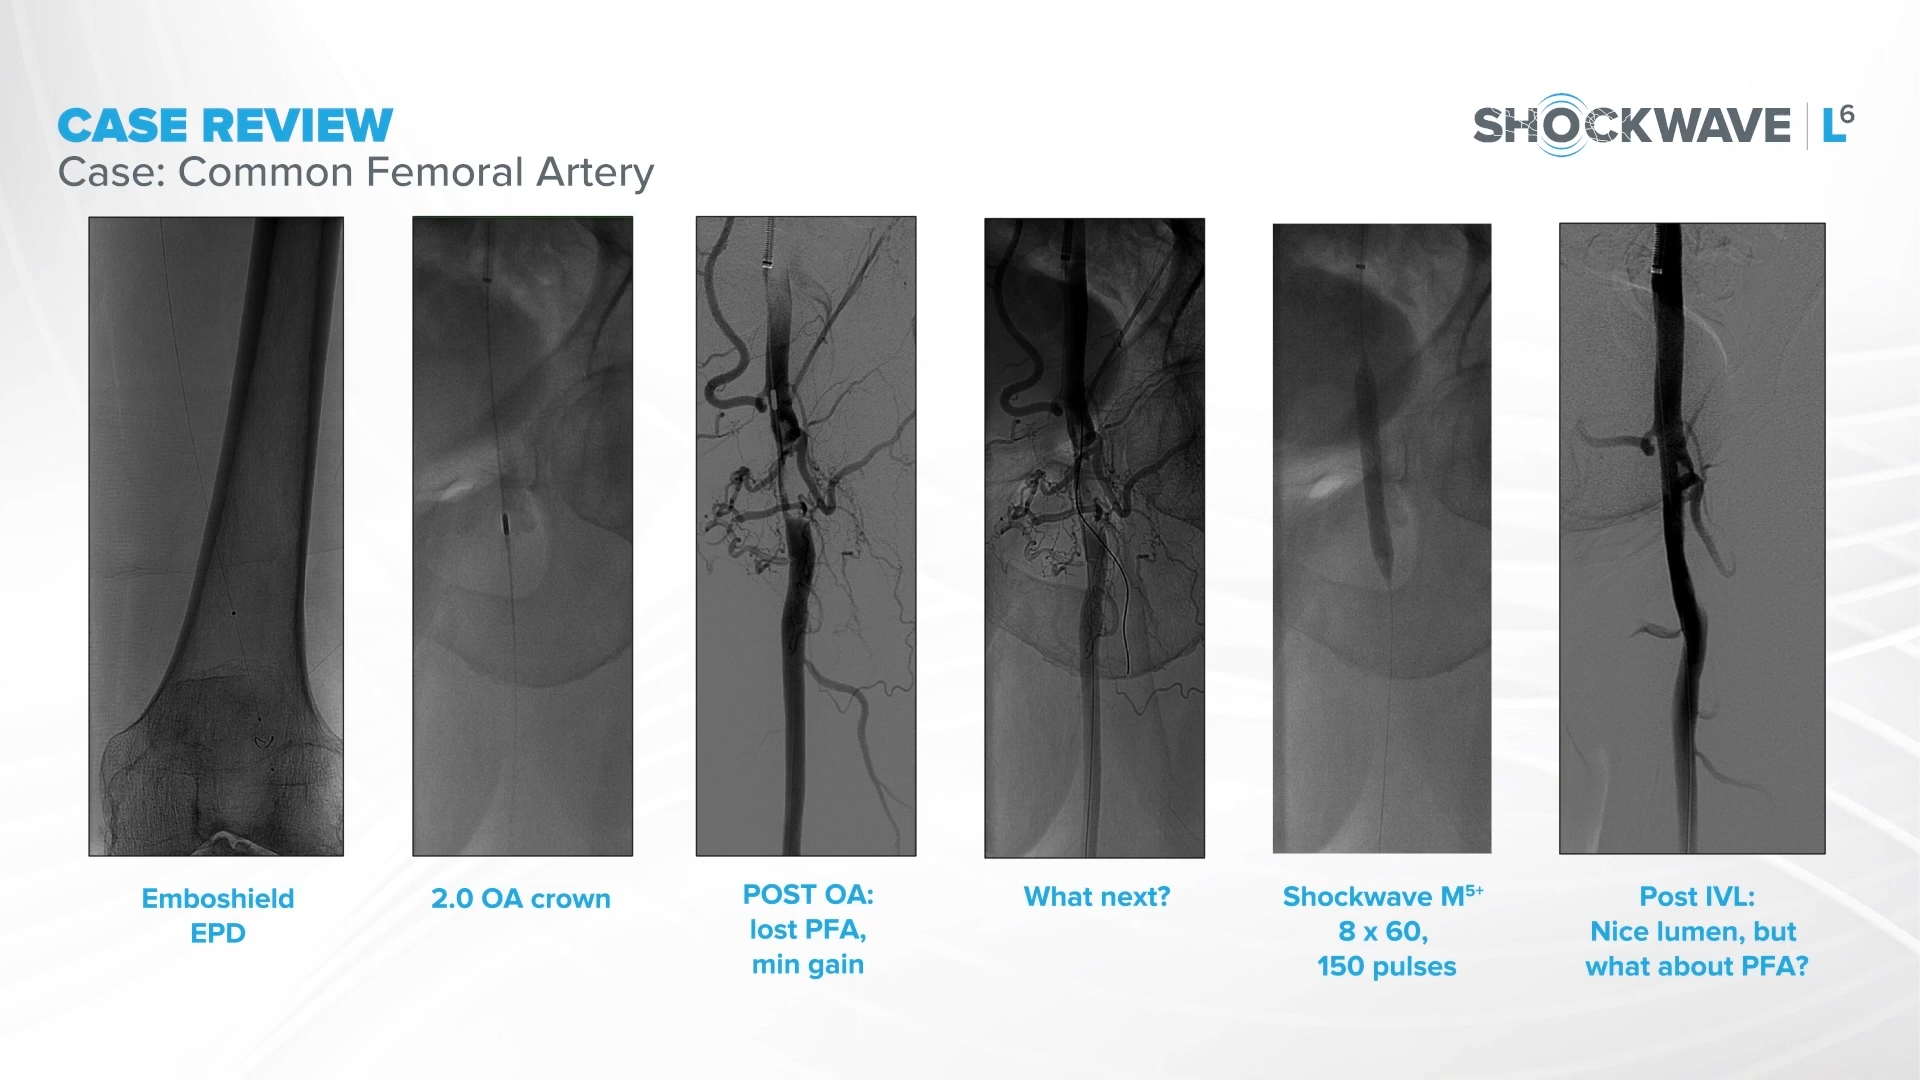 CASE REVIEW
Case: Common Femoral Artery
SHOCKWAVE | L⁶
Emboshield
EPD
2.0 OA crown
POST OA:
lost PFA,
min gain
What next?
Shockwave M⁵⁺
8 x 60,
150 pulses
Post IVL:
Nice lumen, but
what about PFA?